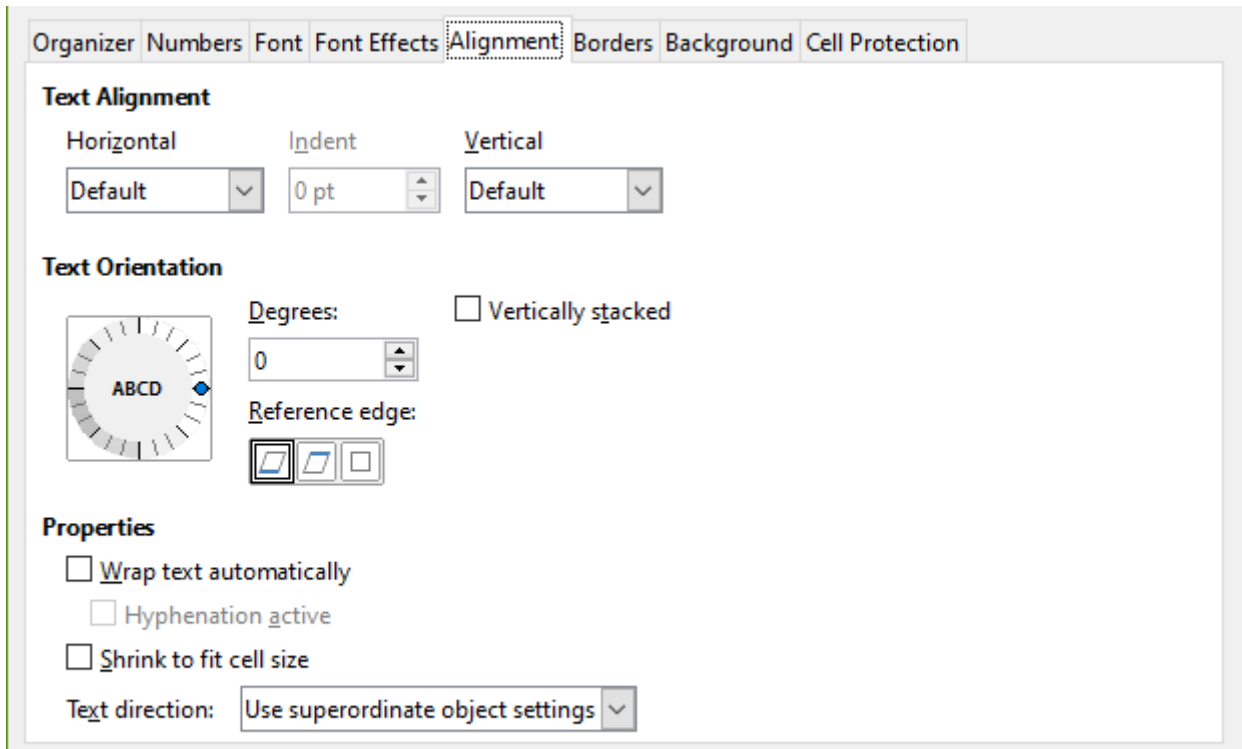 Organizer Numbers Font Font Effects Alignment Borders Background Cell Protection
Text Alignment
Horizontal Indent Vertical
Default 0 pt Default
Text Orientation
Degrees: Vertically stacked
ABCD 0
Reference edge:
Properties
Wrap text automatically
Hyphenation active
Shrink to fit cell size
Text direction: Use superordinate object settings